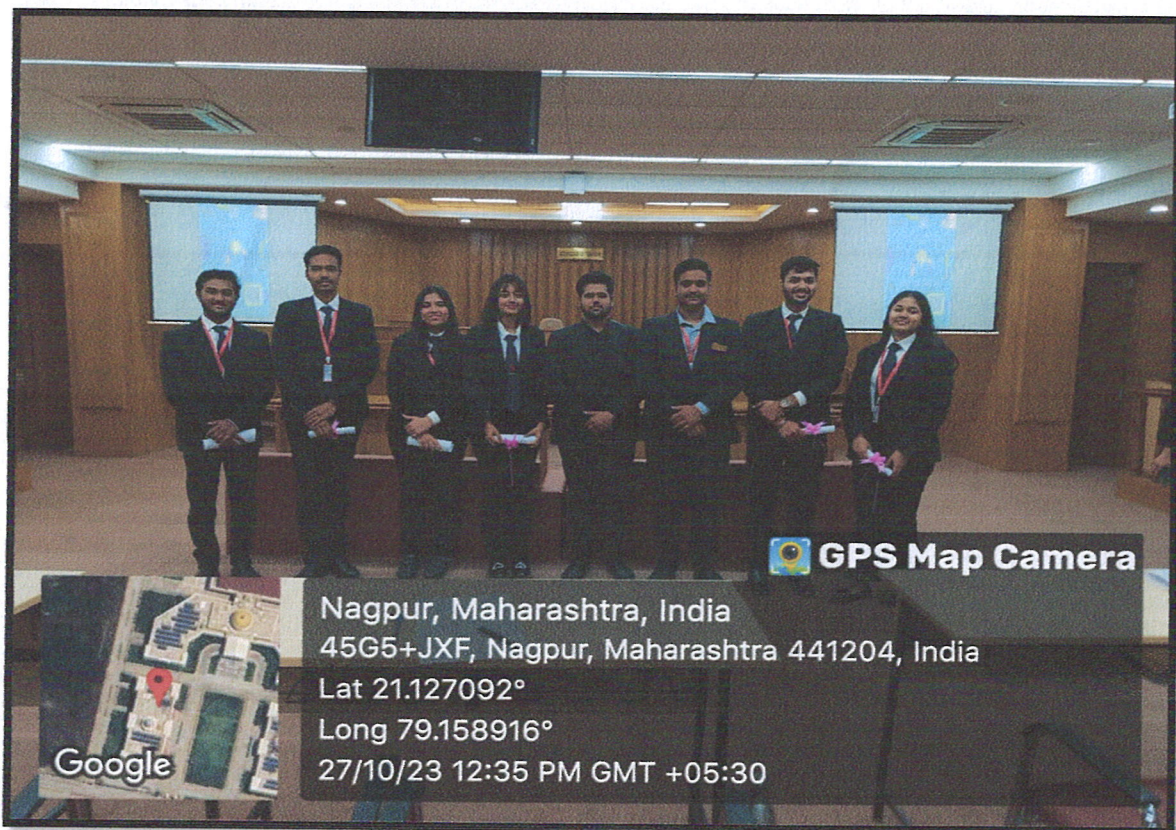 GPS Map Camera
Nagpur, Maharashtra, India
45G5+JXF, Nagpur, Maharashtra 441204, India
Lat 21.127092°
Long 79.158916°
27/10/23 12:35 PM GMT +05:30
Google